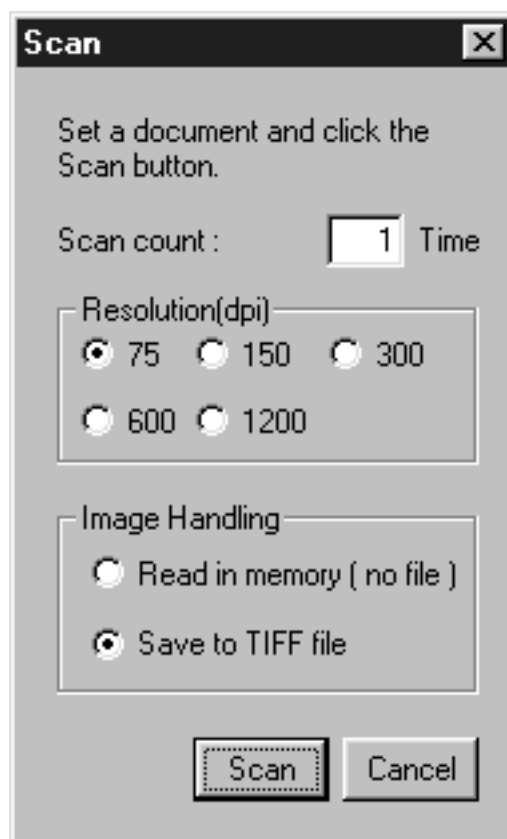 Scan
Set a document and click the
Scan button.
Scan count : 1 Time
Resolution(dpi)
75 150 300
600 1200
Image Handling
Read in memory ( no file )
Save to TIFF file
Scan Cancel